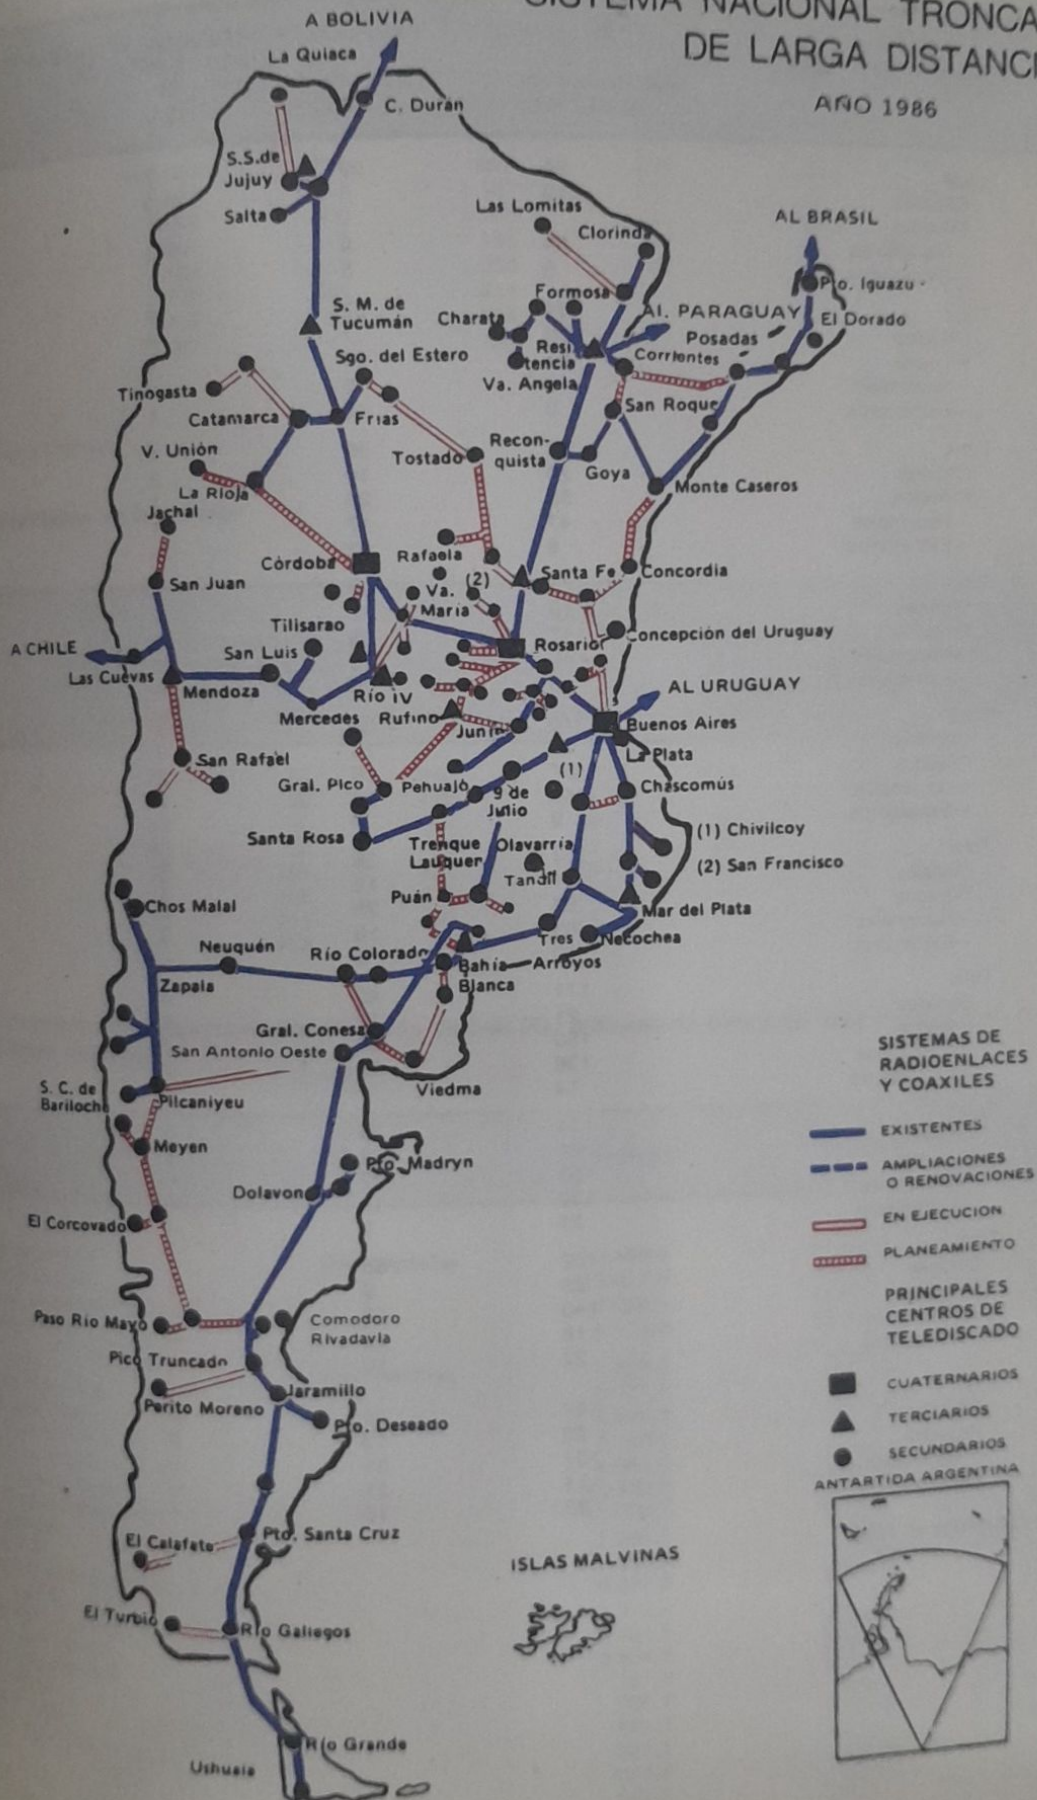 SISTEMA NACIONAL TRONCA
DE LARGA DISTANCI
AÑO 1986
A BOLIVIA
La Quiaca
C. Durán
S.S.de
Jujuy
Salta
Las Lomitas
Clorinda
AL BRASIL
Pto. Iguazu
El Dorado
Formosa
Al. PARAGUAY
Posadas
S. M. de
Tucumán
Charata
Resis
tencia
Corrientes
Va. Angela
Sgo. del Estero
Tinogasta
Catamarca
Frias
San Roque
V. Unión
Tostado
Recon-
quista
Goya
Monte Caseros
La Rioja
Jachal
Córdoba
Rafaela
Santa Fe
Concordia
San Juan
Va.
María
(2)
Tilisarao
Rosario
Concepción del Uruguay
A CHILE
Las Cuevas
San Luis
Mendoza
Río IV
AL URUGUAY
Mercedes
Rufino
Junin
Buenos Aires
La Plata
San Rafael
Gral. Pico
Pehuajó
9 de
Julio
(1)
Chascomús
Santa Rosa
Trenque
Lauquen
Olavarría
(1) Chivilcoy
(2) San Francisco
Tandil
Puán
Mar del Plata
Chos Malal
Tres
Arroyos
Necochea
Neuquén
Río Colorado
Bahía
Blanca
Zapala
Gral. Conesa
San Antonio Oeste
Viedma
S. C. de
Bariloche
Pilcaniyeu
Meyen
Pto. Madryn
Dolavon
El Corcovado
Paso Rio Mayo
Comodoro
Rivadavia
Pico Truncado
Jaramillo
Perito Moreno
Pto. Deseado
El Calafate
Pto. Santa Cruz
El Turbio
Río Gallegos
Río Grande
Ushuaia
ISLAS MALVINAS
SISTEMAS DE
RADIOENLACES
Y COAXILES
EXISTENTES
AMPLIACIONES
O RENOVACIONES
EN EJECUCION
PLANEAMIENTO
PRINCIPALES
CENTROS DE
TELEDISCADO
CUATERNARIOS
TERCIARIOS
SECUNDARIOS
ANTARTIDA ARGENTINA